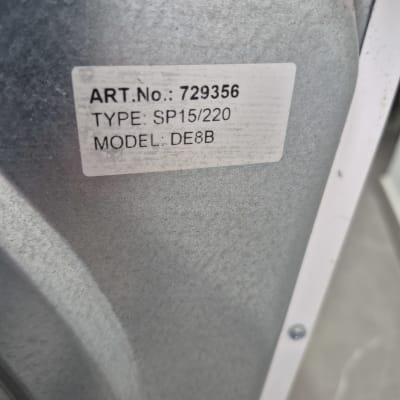 ART.No.: 729356
TYPE: SP15/220
MODEL: DE8B